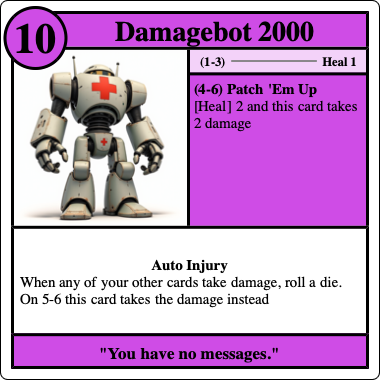 10
Damagebot 2000
(1-3) Heal 1
(4-6) Patch 'Em Up
[Heal] 2 and this card takes
2 damage
Auto Injury
When any of your other cards take damage, roll a die.
On 5-6 this card takes the damage instead
"You have no messages."